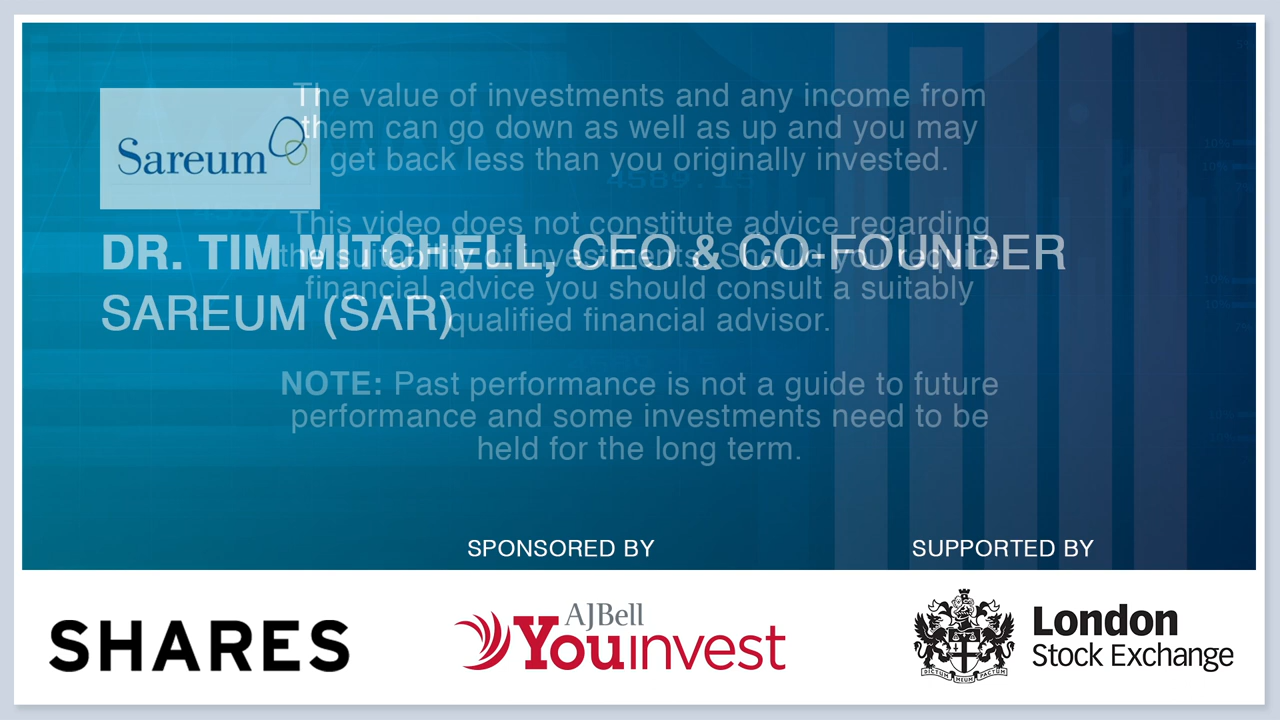 The value of investments and any income from
them can go down as well as up and you may
get back less than you originally invested.
Sareum
This video does not constitute advice regarding
the suitability of investments. Should you require
financial advice you should consult a suitably
qualified financial advisor.
DR. TIM MITCHELL, CEO & CO-FOUNDER
SAREUM (SAR)
NOTE: Past performance is not a guide to future
performance and some investments need to be
held for the long term.
SPONSORED BY
SUPPORTED BY
SHARES
AJBell
Youinvest
London
Stock Exchange
DICTUM MEUM PACTUM